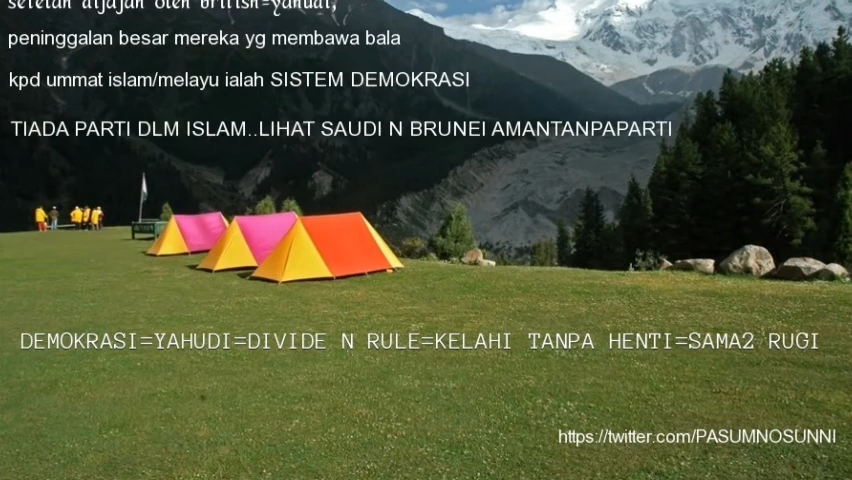 setelah dijajah oleh british=yahudi,
peninggalan besar mereka yg membawa bala
kpd ummat islam/melayu ialah SISTEM DEMOKRASI
TIADA PARTI DLM ISLAM..LIHAT SAUDI N BRUNEI AMANTANPAPARTI
DEMOKRASI=YAHUDI=DIVIDE N RULE=KELAHI TANPA HENTI=SAMA2 RUGI
https://twitter.com/PASUMNOSUNNI